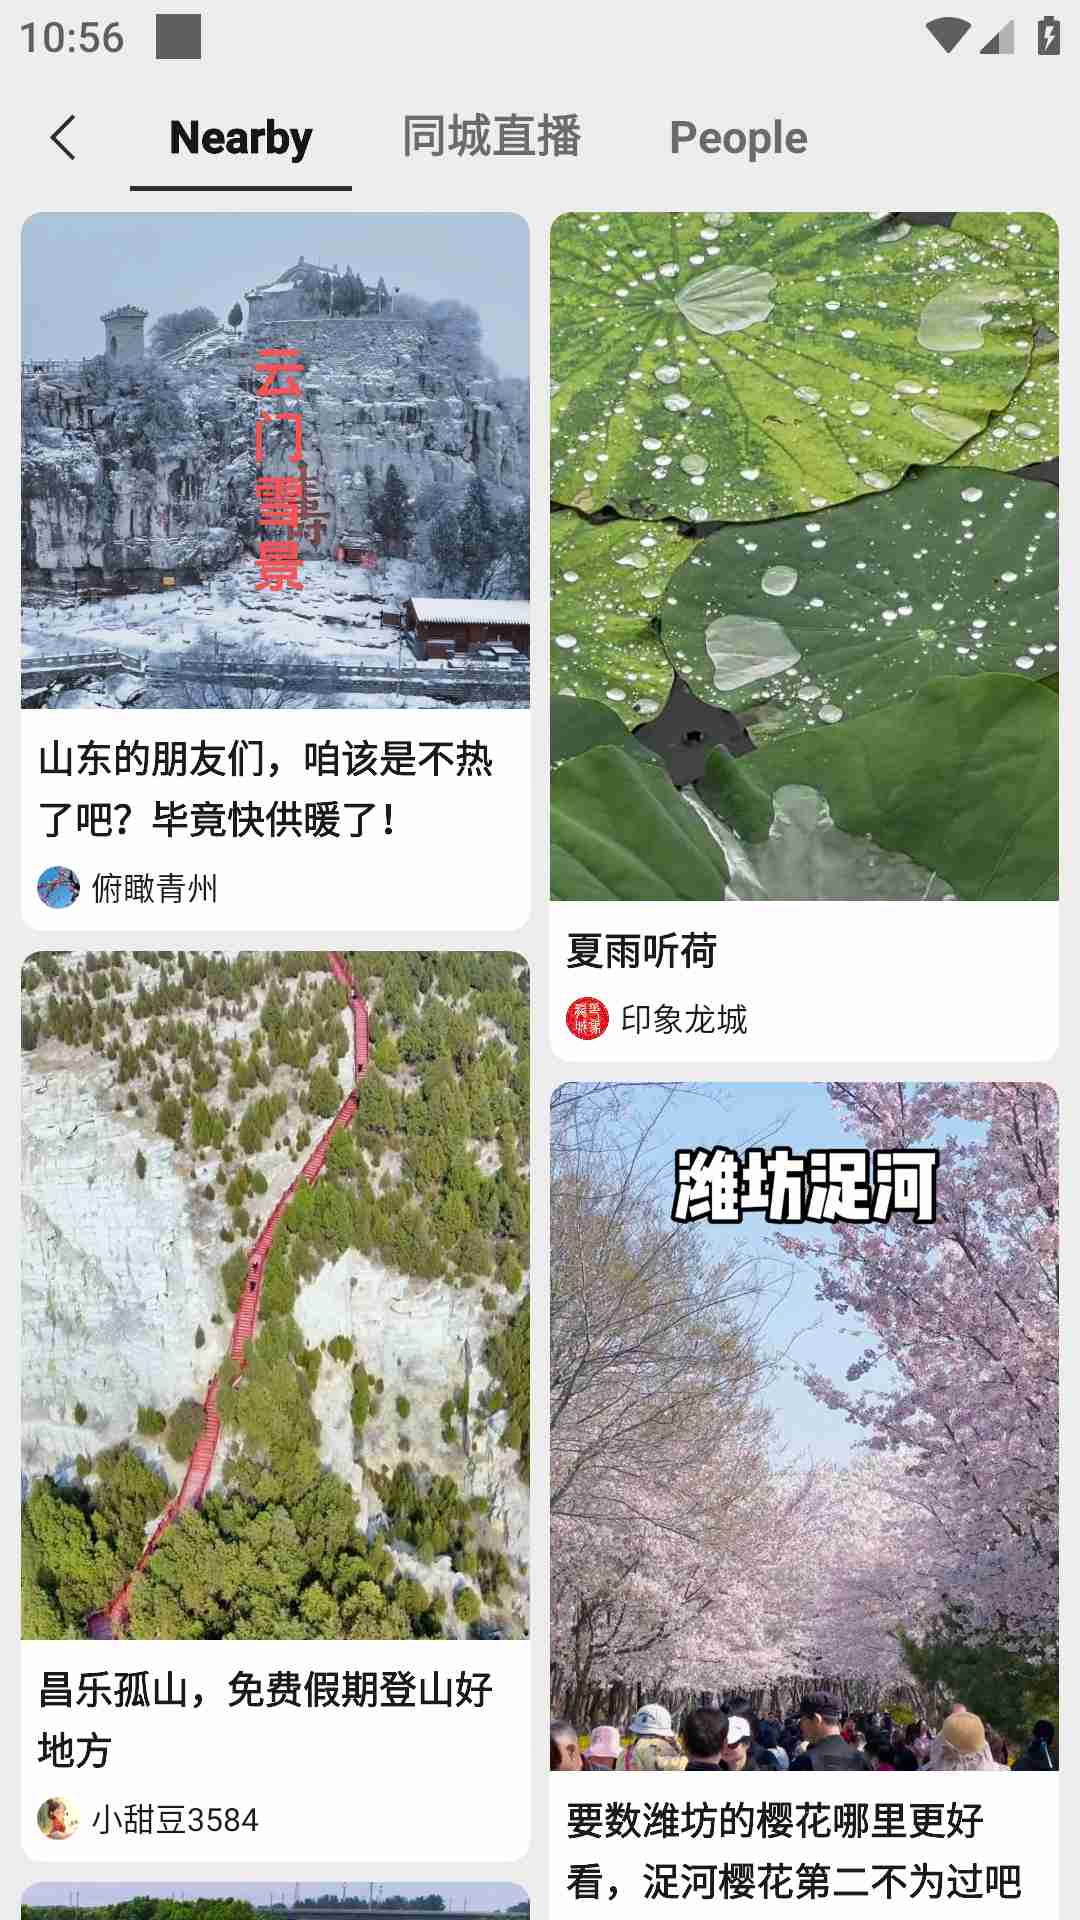 10:56
Nearby
同城直播
People
云
门
雪
景
山东的朋友们，咱该是不热
了吧？毕竟快供暖了！
俯瞰青州
夏雨听荷
印象龙城
昌乐孤山，免费假期登山好
地方
小甜豆3584
潍坊浞河
要数潍坊的樱花哪里更好
看，浞河樱花第二不为过吧